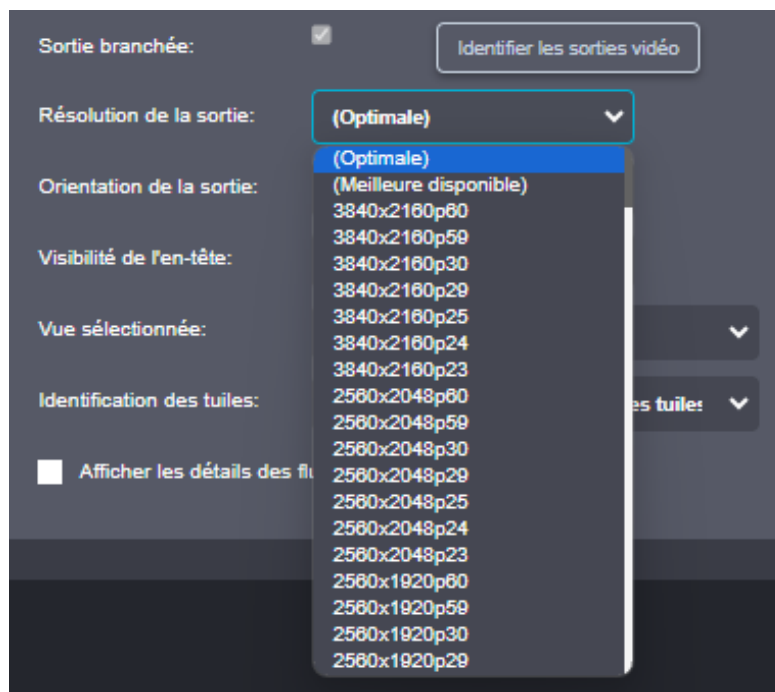 Sortie branchée:
Identifier les sorties vidéo
Résolution de la sortie:
(Optimale)
(Optimale)
Orientation de la sortie:
(Meilleure disponible)
3840x2160p60
3840x2160p59
Visibilité de l'en-tête:
3840x2160p30
3840x2160p29
3840x2160p25
Vue sélectionnée:
3840x2160p24
3840x2160p23
2560x2048p60
Identification des tuiles:
es tuiles
2560x2048p59
2560x2048p30
Afficher les détails des flu
2560x2048p29
2560x2048p25
2560x2048p24
2560x2048p23
2560x1920p60
2560x1920p59
2560x1920p30
2560x1920p29